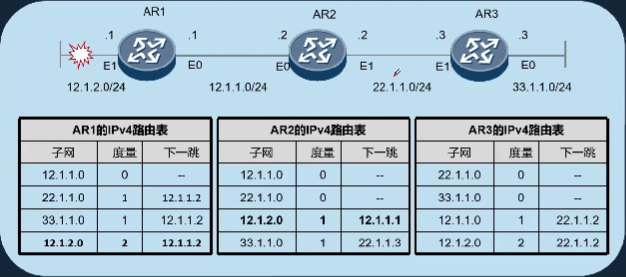 AR1 AR2 AR3
.1 .1 .2 .2 .3 .3
E1 E0 E0 E1 E1 E0
12.1.2.0/24 12.1.1.0/24 22.1.1.0/24 33.1.1.0/24
AR1的IPv4路由表
子网 度量 下一跳
12.1.1.0 0 --
22.1.1.0 1 12.1.1.2
33.1.1.0 1 12.1.1.2
12.1.2.0 2 12.1.1.2
AR2的IPv4路由表
子网 度量 下一跳
12.1.1.0 0 --
22.1.1.0 0 --
12.1.2.0 1 12.1.1.1
33.1.1.0 1 22.1.1.3
AR3的IPv4路由表
子网 度量 下一跳
22.1.1.0 0 --
33.1.1.0 0 --
12.1.1.0 1 22.1.1.2
12.1.2.0 2 22.1.1.2